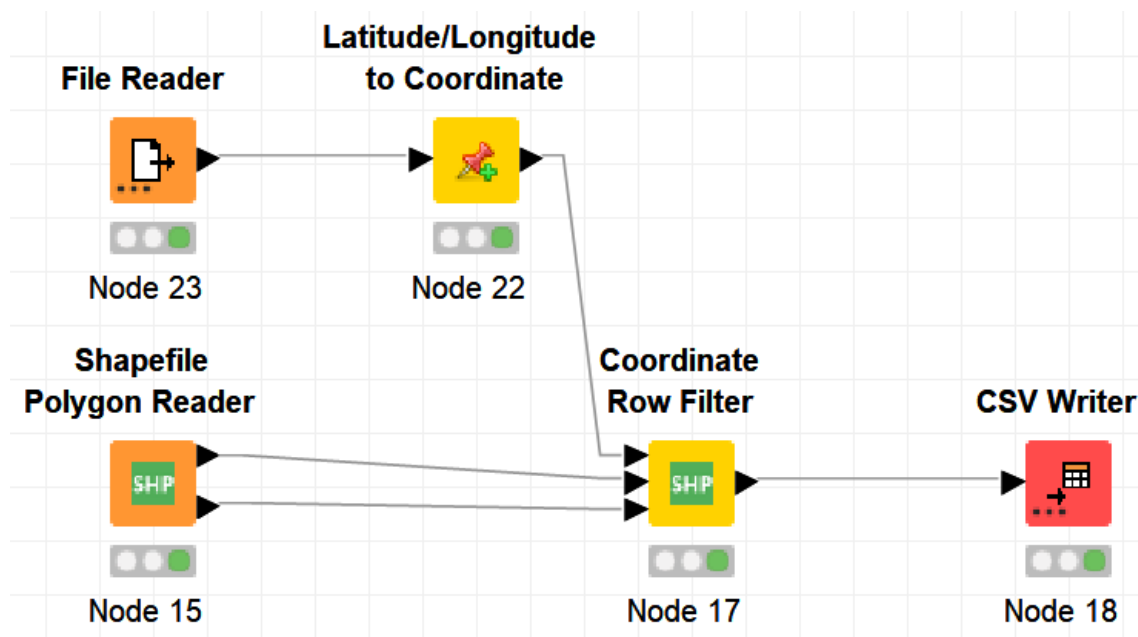 Latitude/Longitude
to Coordinate
File Reader
Node 23
Node 22
Shapefile
Polygon Reader
Coordinate
Row Filter
CSV Writer
SHP
SHP
Node 15
Node 17
Node 18